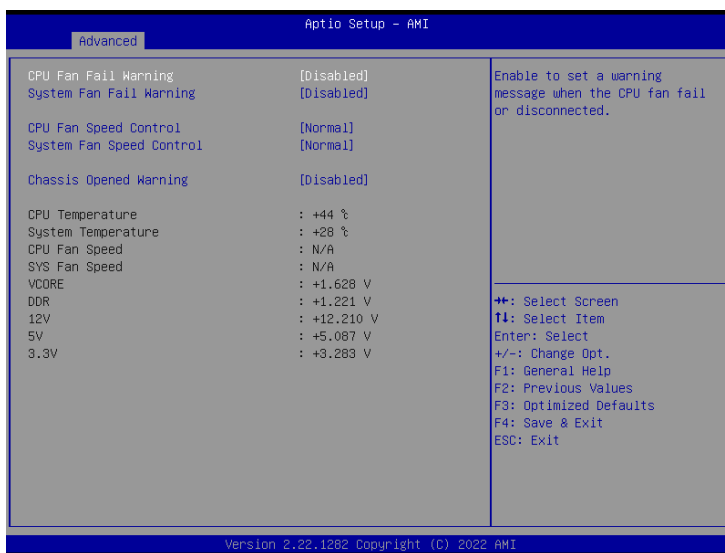 Aptio Setup – AMI
Advanced
CPU Fan Fail Warning [Disabled]
System Fan Fail Warning [Disabled]
CPU Fan Speed Control [Normal]
System Fan Speed Control [Normal]
Chassis Opened Warning [Disabled]
CPU Temperature : +44 ℃
System Temperature : +28 ℃
CPU Fan Speed : N/A
SYS Fan Speed : N/A
VCORE : +1.628 V
DDR : +1.221 V
12V : +12.210 V
5V : +5.087 V
3.3V : +3.283 V
Enable to set a warning
message when the CPU fan fail
or disconnected.
→←: Select Screen
↑↓: Select Item
Enter: Select
+/-: Change Opt.
F1: General Help
F2: Previous Values
F3: Optimized Defaults
F4: Save & Exit
ESC: Exit
Version 2.22.1282 Copyright (C) 2022 AMI